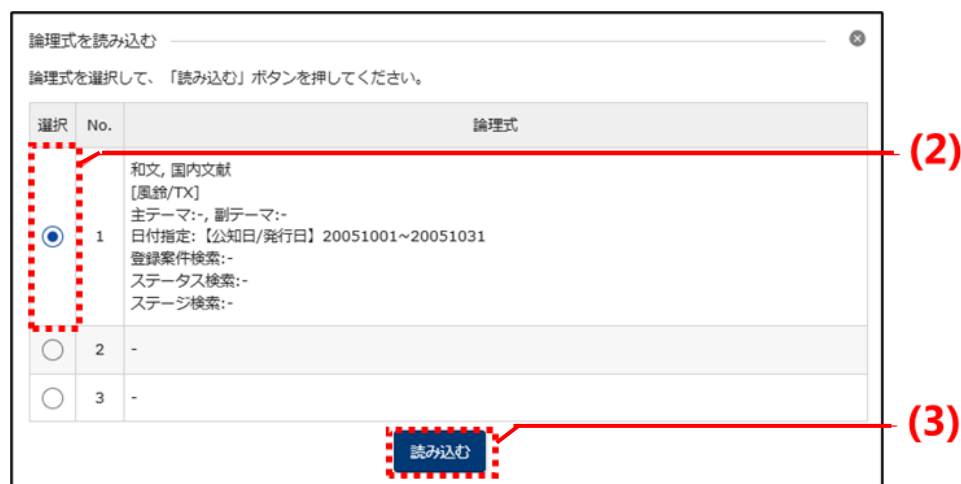 論理式を読み込む
論理式を選択して、「読み込む」ボタンを押してください。
選択 No. 論理式
和文, 国内文献
[風鈴/TX]
主テーマ:-, 副テーマ:-
1 日付指定:【公知日/発行日】20051001~20051031
登録案件検索:-
ステータス検索:-
ステージ検索:-
2 -
3 -
読み込む
(2)
(3)